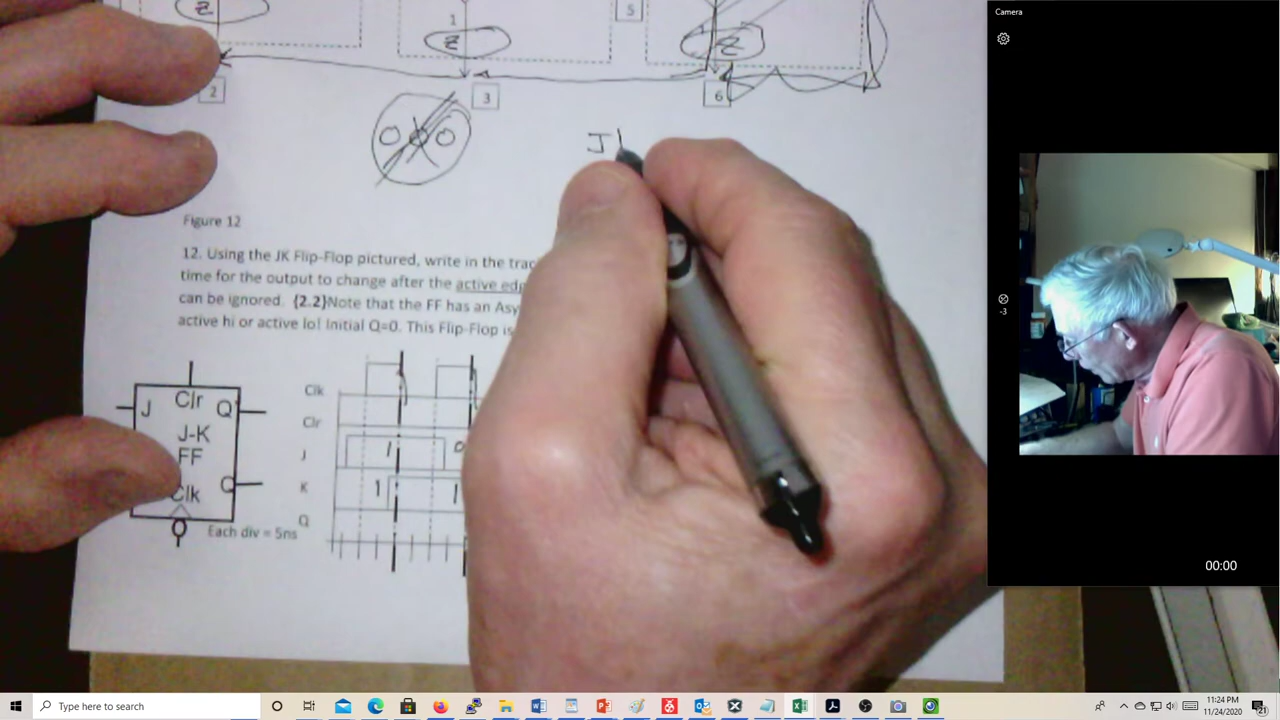 Camera
-3
00:00
Z
1
Z
5
Z
2
3
6
J
Figure 12
12. Using the JK Flip-Flop pictured, write in the
time for the output to change after the active
can be ignored. {2.2}Note that the FF has an
active hi or active lo! Initial Q=0. This Flip-Flop is
J Clr Q
J-K
FF
Clk
Each div = 5ns
Clk
Clr
J 1 0
K 1 1
Q
Type here to search
11:24 PM
11/24/2020
21